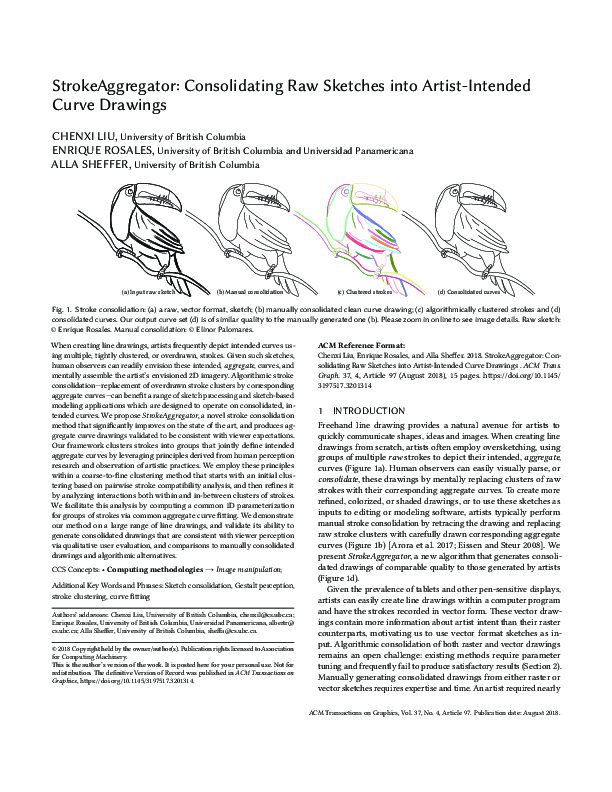 StrokeAggregator: Consolidating Raw Sketches into Artist-Intended
Curve Drawings
CHENXI LIU, University of British Columbia
ENRIQUE ROSALES, University of British Columbia and Universidad Panamericana
ALLA SHEFFER, University of British Columbia
(a) Input raw sketch
(b) Manual consolidation
(c) Clustered strokes
(d) Consolidated curves
Fig. 1. Stroke consolidation: (a) a raw, vector format, sketch; (b) manually consolidated clean curve drawing; (c) algorithmically clustered strokes and (d)
consolidated curves. Our output curve set (d) is of similar quality to the manually generated one (b). Please zoom in online to see image details. Raw sketch:
© Enrique Rosales. Manual consolidation: © Elinor Palomares.
When creating line drawings, artists frequently depict intended curves us-
ing multiple, tightly clustered, or overdrawn, strokes. Given such sketches,
human observers can readily envision these intended, aggregate, curves, and
mentally assemble the artist's envisioned 2D imagery. Algorithmic stroke
consolidation—replacement of overdrawn stroke clusters by corresponding
aggregate curves—can benefit a range of sketch processing and sketch-based
modeling applications which are designed to operate on consolidated, in-
tended curves. We propose StrokeAggregator, a novel stroke consolidation
method that significantly improves on the state of the art, and produces ag-
gregate curve drawings validated to be consistent with viewer expectations.
Our framework clusters strokes into groups that jointly define intended
aggregate curves by leveraging principles derived from human perception
research and observation of artistic practices. We employ these principles
within a coarse-to-fine clustering method that starts with an initial clus-
tering based on pairwise stroke compatibility analysis, and then refines it
by analyzing interactions both within and in-between clusters of strokes.
We facilitate this analysis by computing a common 1D parameterization
for groups of strokes via common aggregate curve fitting. We demonstrate
our method on a large range of line drawings, and validate its ability to
generate consolidated drawings that are consistent with viewer perception
via qualitative user evaluation, and comparisons to manually consolidated
drawings and algorithmic alternatives.
CCS Concepts: • Computing methodologies → Image manipulation;
Additional Key Words and Phrases: Sketch consolidation, Gestalt perception,
stroke clustering, curve fitting
Authors' addresses: Chenxi Liu, University of British Columbia, chenxil@cs.ubc.ca;
Enrique Rosales, University of British Columbia, Universidad Panamericana, albertr@
cs.ubc.ca; Alla Sheffer, University of British Columbia, sheffa@cs.ubc.ca.
© 2018 Copyright held by the owner/author(s). Publication rights licensed to Association
for Computing Machinery.
This is the author's version of the work. It is posted here for your personal use. Not for
redistribution. The definitive Version of Record was published in ACM Transactions on
Graphics, https://doi.org/10.1145/3197517.3201314.
ACM Reference Format:
Chenxi Liu, Enrique Rosales, and Alla Sheffer. 2018. StrokeAggregator: Con-
solidating Raw Sketches into Artist-Intended Curve Drawings . ACM Trans.
Graph. 37, 4, Article 97 (August 2018), 15 pages. https://doi.org/10.1145/
3197517.3201314
1 INTRODUCTION
Freehand line drawing provides a natural avenue for artists to
quickly communicate shapes, ideas and images. When creating line
drawings from scratch, artists often employ oversketching, using
groups of multiple raw strokes to depict their intended, aggregate,
curves (Figure 1a). Human observers can easily visually parse, or
consolidate, these drawings by mentally replacing clusters of raw
strokes with their corresponding aggregate curves. To create more
refined, colorized, or shaded drawings, or to use these sketches as
inputs to editing or modeling software, artists typically perform
manual stroke consolidation by retracing the drawing and replacing
raw stroke clusters with carefully drawn corresponding aggregate
curves (Figure 1b) [Arora et al. 2017; Eissen and Steur 2008]. We
present StrokeAggregator, a new algorithm that generates consoli-
dated drawings of comparable quality to those generated by artists
(Figure 1d).
Given the prevalence of tablets and other pen-sensitive displays,
artists can easily create line drawings within a computer program
and have the strokes recorded in vector form. These vector draw-
ings contain more information about artist intent than their raster
counterparts, motivating us to use vector format sketches as in-
put. Algorithmic consolidation of both raster and vector drawings
remains an open challenge: existing methods require parameter
tuning and frequently fail to produce satisfactory results (Section 2).
Manually generating consolidated drawings from either raster or
vector sketches requires expertise and time. An artist required nearly
ACM Transactions on Graphics, Vol. 37, No. 4, Article 97. Publication date: August 2018.